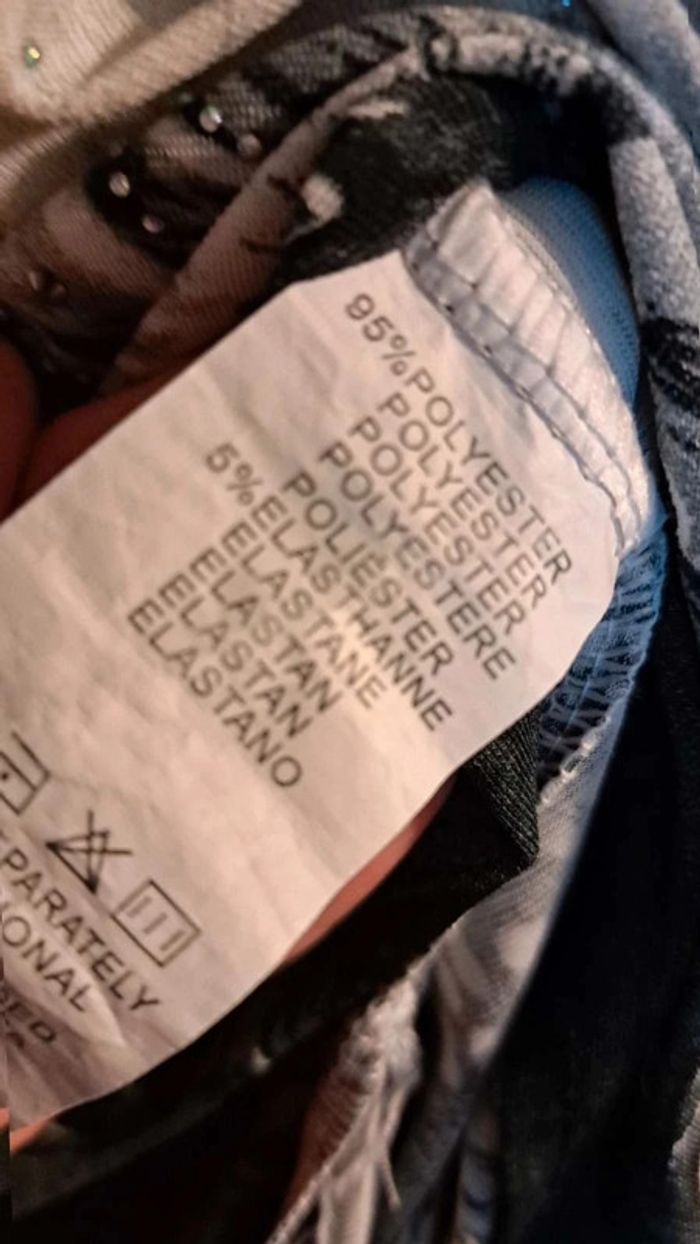 95%POLYESTER
POLYESTER
POLYESTER
POLYESTERE
POLIESTER
5%ELASTHANNE
ELASTANE
ELASTAN
ELASTAN
ELASTANO
PARATELY
ONAL